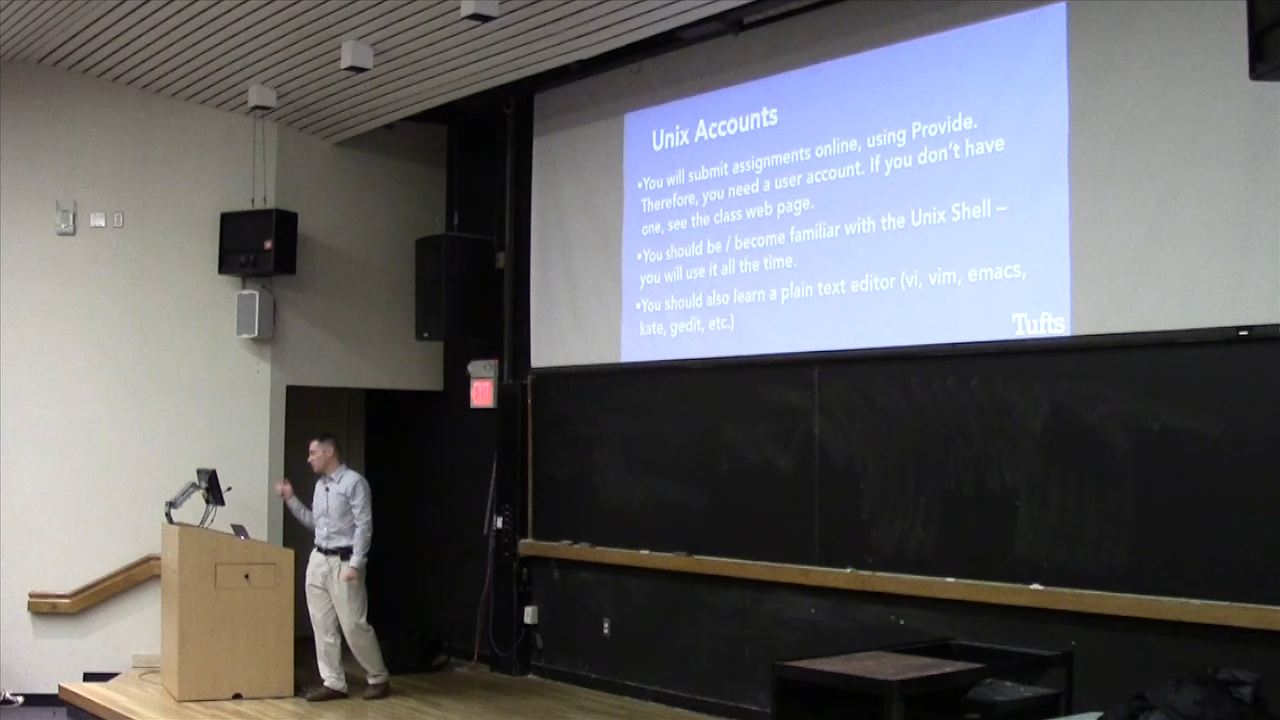 Unix Accounts
•You will submit assignments online, using Provide.
Therefore, you need a user account. If you don't have
one, see the class web page.
•You should be / become familiar with the Unix Shell –
you will use it all the time.
•You should also learn a plain text editor (vi, vim, emacs,
kate, gedit, etc.)
Tufts
EXIT